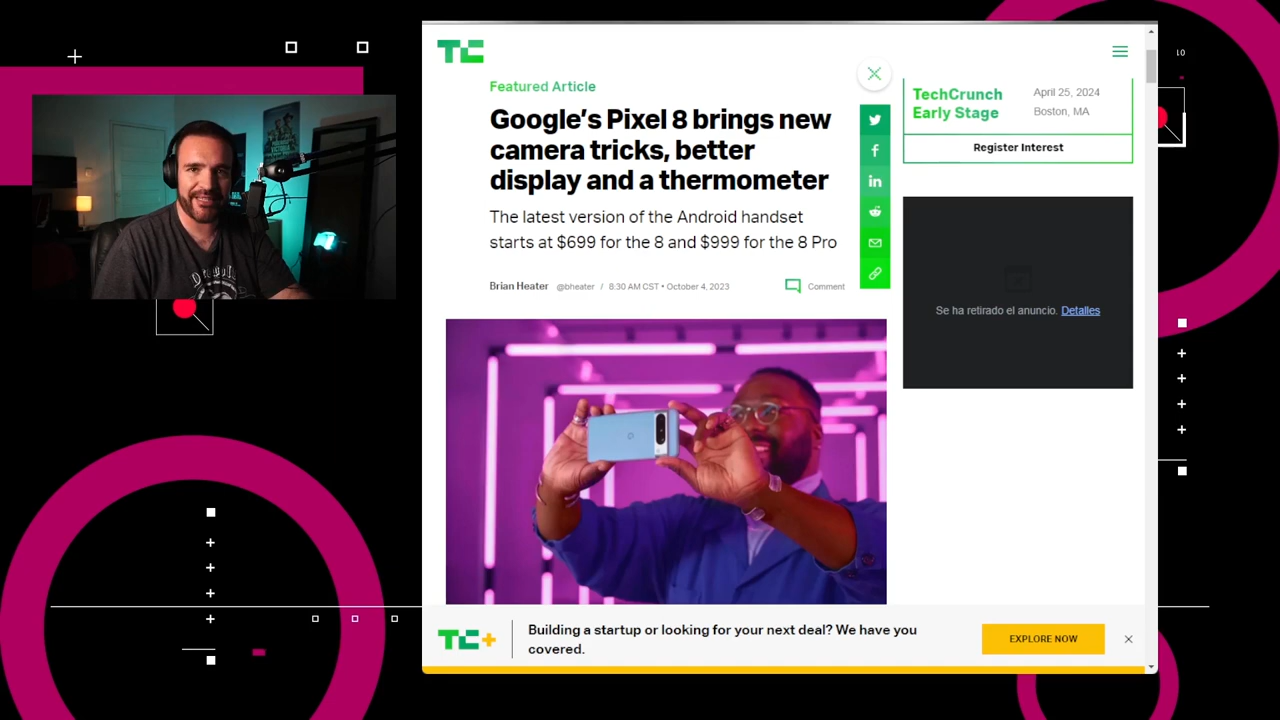 TC
Featured Article
Google's Pixel 8 brings new
camera tricks, better
display and a thermometer
The latest version of the Android handset
starts at $699 for the 8 and $999 for the 8 Pro
Brian Heater @bheater / 8:30 AM CST • October 4, 2023
Comment
TechCrunch
Early Stage
April 25, 2024
Boston, MA
Register Interest
Se ha retirado el anuncio. Detalles
TC+
Building a startup or looking for your next deal? We have you
covered.
EXPLORE NOW